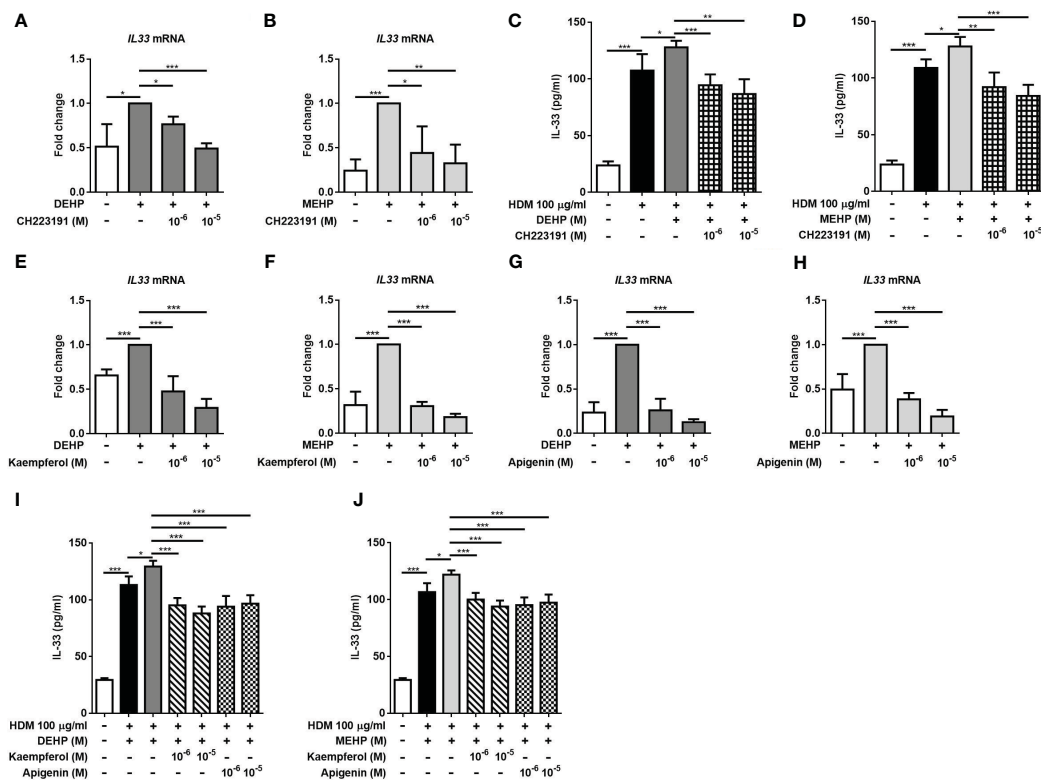 A
IL33 mRNA
***
*
*
Fold change
1.5
1.0
0.5
0.0
DEHP - + + +
CH223191 (M) - - 10⁻⁶ 10⁻⁵
B
IL33 mRNA
**
*
***
Fold change
1.5
1.0
0.5
0.0
MEHP - + + +
CH223191 (M) - - 10⁻⁶ 10⁻⁵
C
**
* ***
***
IL-33 (pg/ml)
150
100
50
0
HDM 100 µg/ml - + + + +
DEHP (M) - - + + +
CH223191 (M) - - - 10⁻⁶ 10⁻⁵
D
***
* **
***
IL-33 (pg/ml)
150
100
50
0
HDM 100 µg/ml - + + + +
MEHP (M) - - + + +
CH223191 (M) - - - 10⁻⁶ 10⁻⁵
E
IL33 mRNA
***
***
***
Fold change
1.5
1.0
0.5
0.0
DEHP - + + +
Kaempferol (M) - - 10⁻⁶ 10⁻⁵
F
IL33 mRNA
***
***
***
Fold change
1.5
1.0
0.5
0.0
MEHP - + + +
Kaempferol (M) - - 10⁻⁶ 10⁻⁵
G
IL33 mRNA
***
***
***
Fold change
1.5
1.0
0.5
0.0
DEHP - + + +
Apigenin (M) - - 10⁻⁶ 10⁻⁵
H
IL33 mRNA
***
***
***
Fold change
1.5
1.0
0.5
0.0
MEHP - + + +
Apigenin (M) - - 10⁻⁶ 10⁻⁵
I
***
***
***
* ***
***
IL-33 (pg/ml)
150
100
50
0
HDM 100 µg/ml - + + + + + +
DEHP (M) - + + + + + +
Kaempferol (M) - - - 10⁻⁶ 10⁻⁵ - -
Apigenin (M) - - - - - 10⁻⁶ 10⁻⁵
J
***
***
***
* ***
***
IL-33 (pg/ml)
150
100
50
0
HDM 100 µg/ml - + + + + + +
MEHP (M) - + + + + + +
Kaempferol (M) - - - 10⁻⁶ 10⁻⁵ - -
Apigenin (M) - - - - - 10⁻⁶ 10⁻⁵